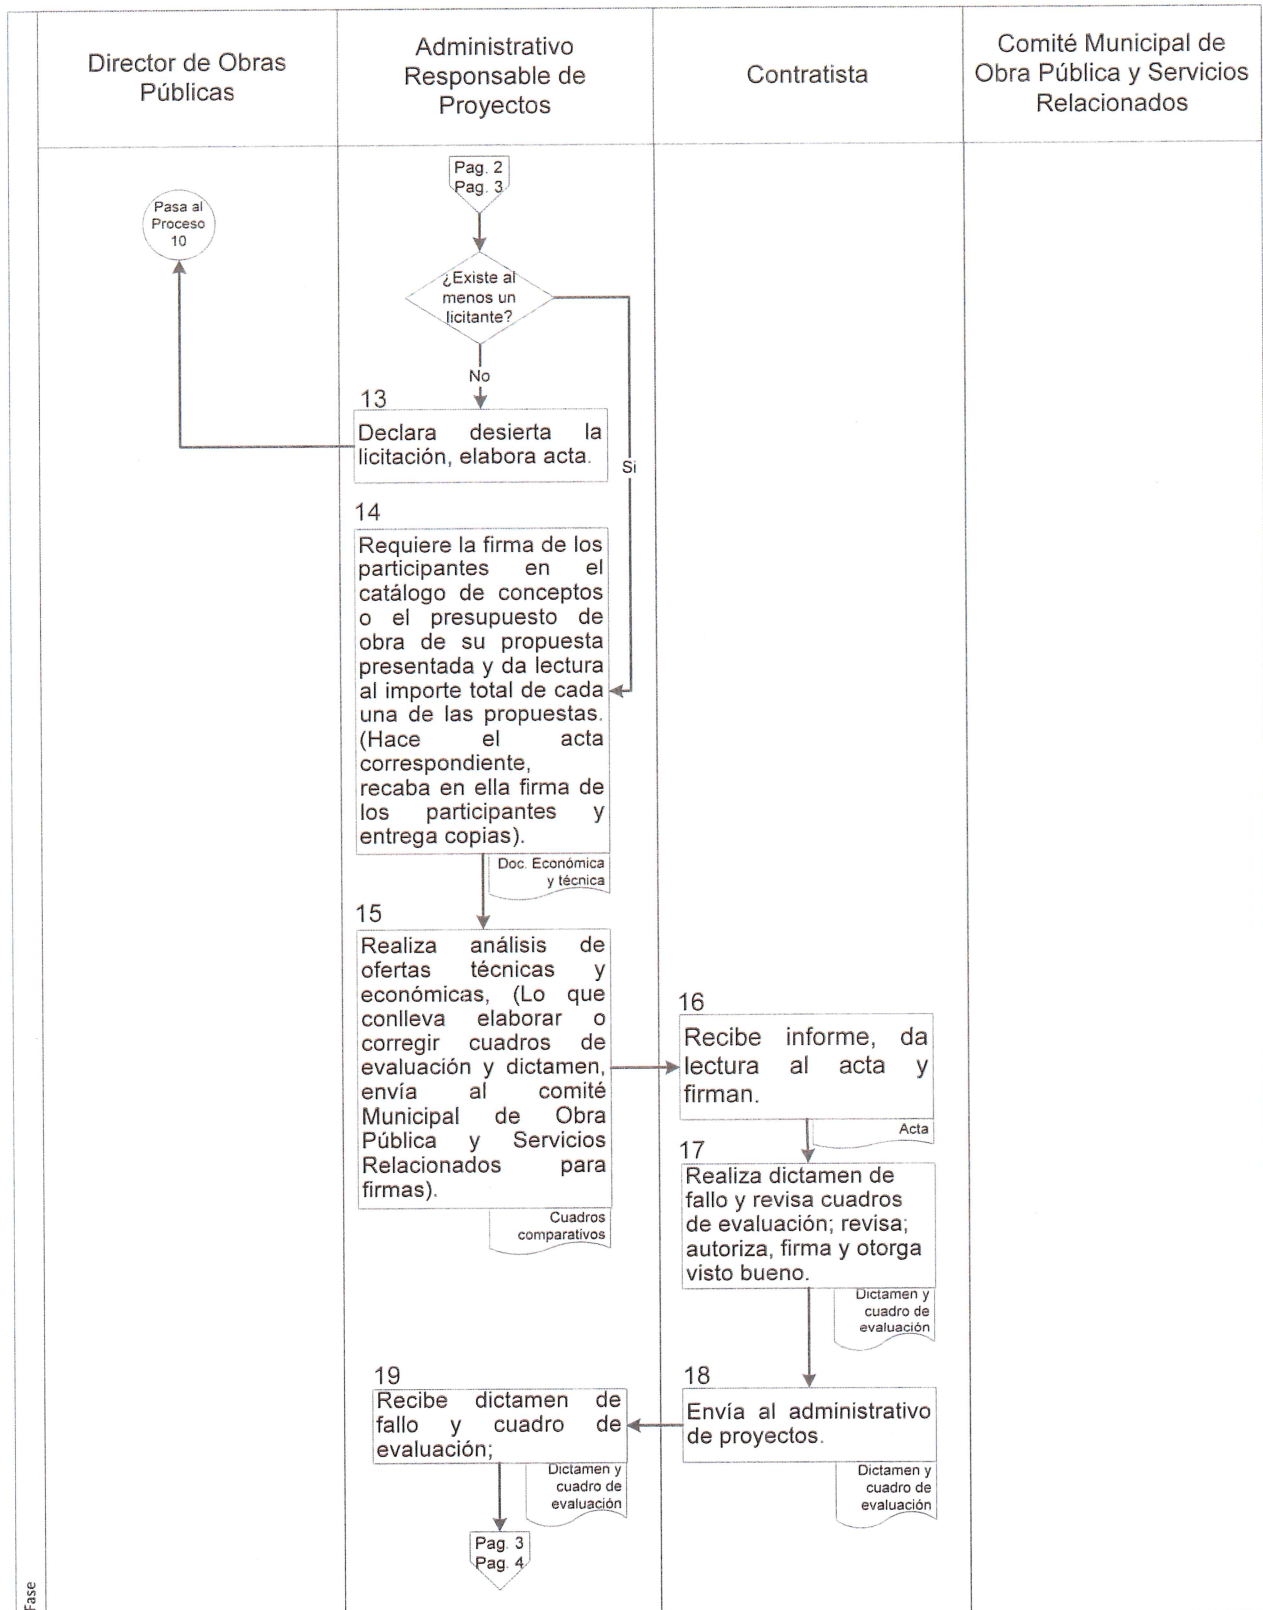 Director de Obras
Públicas
Administrativo
Responsable de
Proyectos
Contratista
Comité Municipal de
Obra Pública y Servicios
Relacionados
Pag. 2
Pag. 3
Pasa al
Proceso
10
¿Existe al
menos un
licitante?
No
Si
13
Declara desierta la
licitación, elabora acta.
14
Requiere la firma de los
participantes en el
catálogo de conceptos
o el presupuesto de
obra de su propuesta
presentada y da lectura
al importe total de cada
una de las propuestas.
(Hace el acta
correspondiente,
recaba en ella firma de
los participantes y
entrega copias).
Doc. Económica
y técnica
15
Realiza análisis de
ofertas técnicas y
económicas, (Lo que
conlleva elaborar o
corregir cuadros de
evaluación y dictamen,
envía al comité
Municipal de Obra
Pública y Servicios
Relacionados para
firmas).
Cuadros
comparativos
16
Recibe informe, da
lectura al acta y
firman.
Acta
17
Realiza dictamen de
fallo y revisa cuadros
de evaluación; revisa;
autoriza, firma y otorga
visto bueno.
Dictamen y
cuadro de
evaluación
18
Envía al administrativo
de proyectos.
Dictamen y
cuadro de
evaluación
19
Recibe dictamen de
fallo y cuadro de
evaluación;
Dictamen y
cuadro de
evaluación
Pag. 3
Pag. 4
Fase